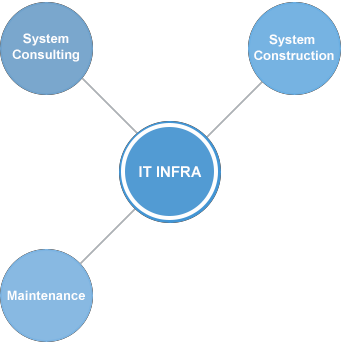 System
Consulting
System
Construction
IT INFRA
Maintenance